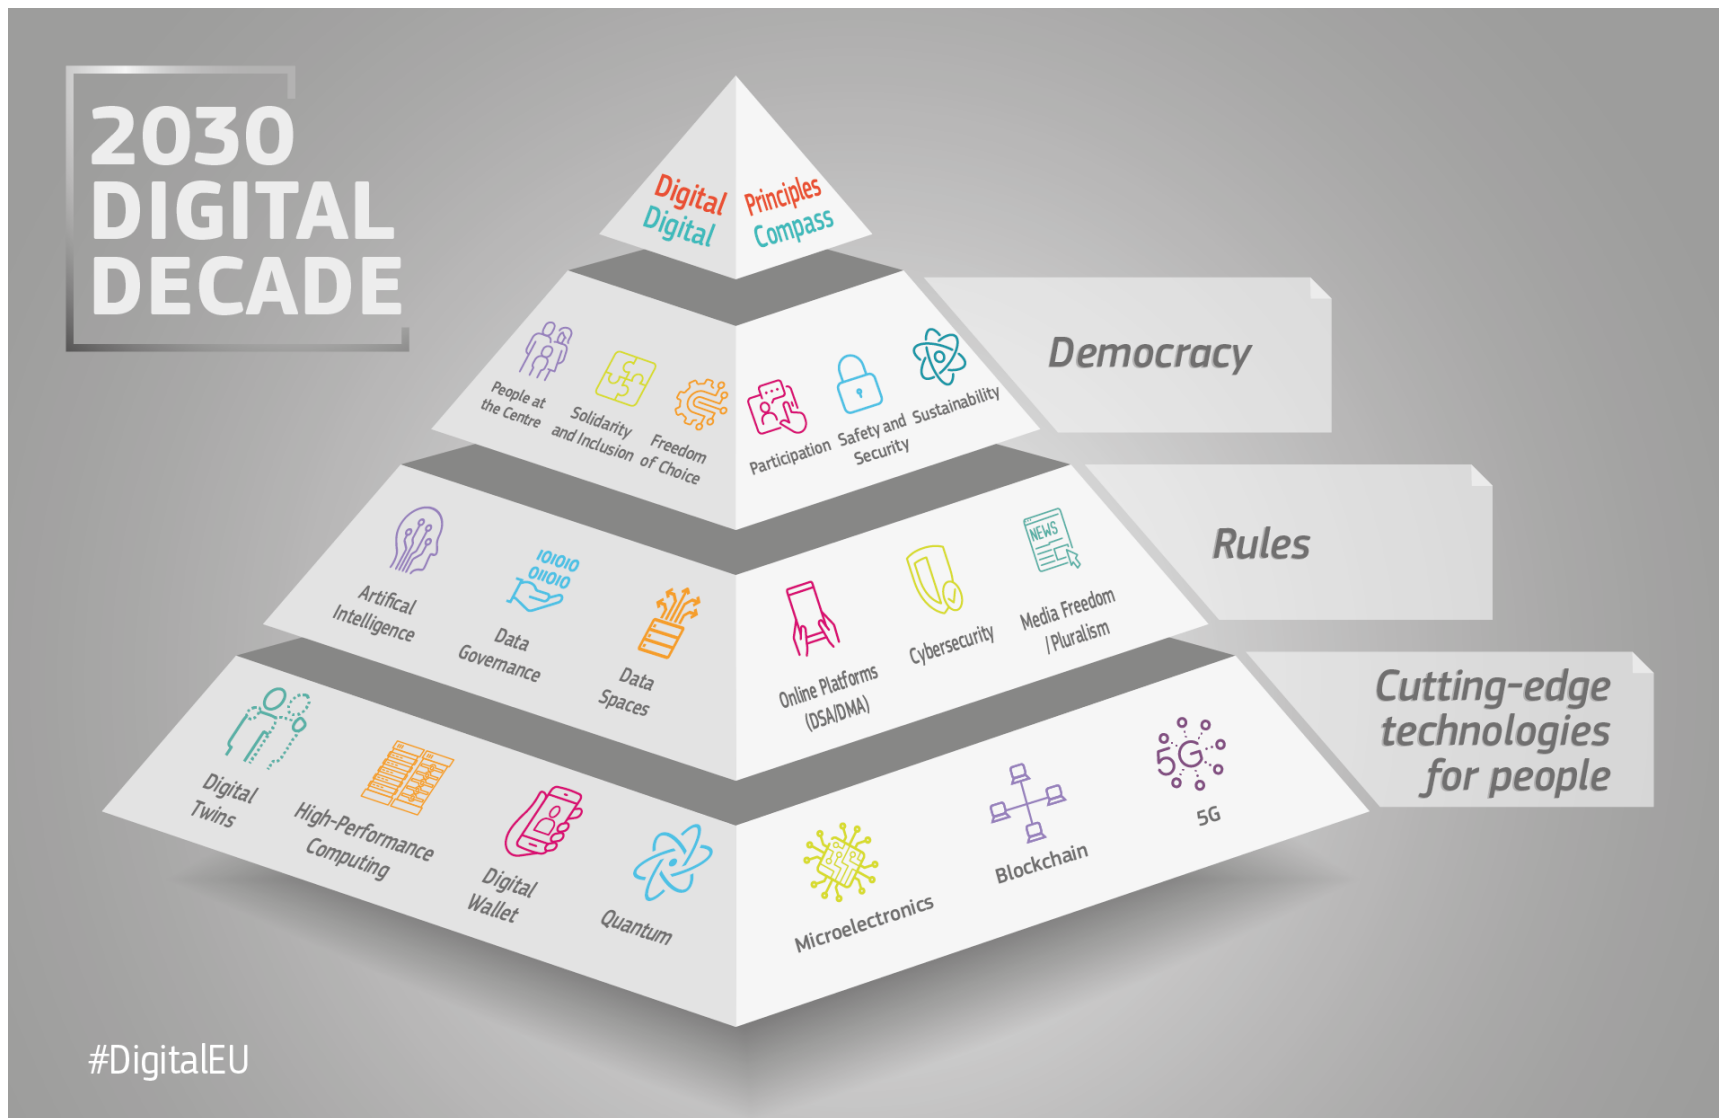 2030
DIGITAL
DECADE
Digital Principles
Digital Compass
People at
the Centre
Solidarity
and Inclusion
Freedom
of Choice
Participation
Safety and
Security
Sustainability
Democracy
Artifical
Intelligence
101010
011010
Data
Governance
Data
Spaces
Online Platforms
(DSA/DMA)
Cybersecurity
NEWS
Media Freedom
/Pluralism
Rules
Digital
Twins
High-Performance
Computing
Digital
Wallet
Quantum
Microelectronics
Blockchain
5G
5G
Cutting-edge
technologies
for people
#DigitalEU